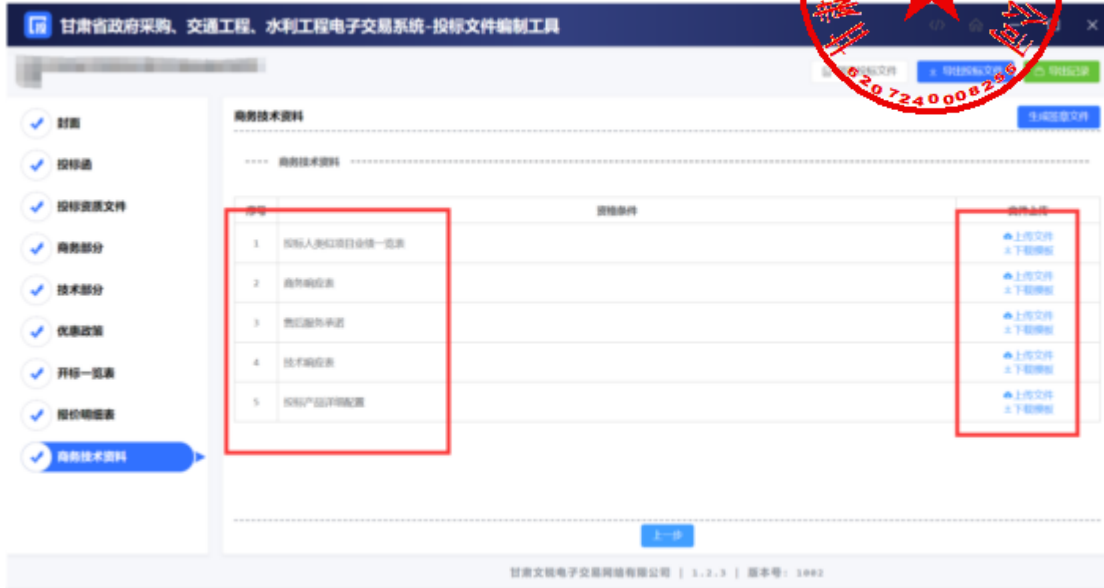 甘肃省政府采购、交通工程、水利工程电子交易系统-投标文件编制工具
投标文件
导出投标文件
导出记录
封面
投标函
投标资质文件
商务部分
技术部分
优惠政策
开标一览表
报价明细表
商务技术资料
商务技术资料
生成签章文件
商务技术资料
序号 资格条件 文件上传
1 投标人类似项目业绩一览表 上传文件
下载模板
2 商务响应表 上传文件
下载模板
3 售后服务承诺 上传文件
下载模板
4 技术响应表 上传文件
下载模板
5 投标产品详细配置 上传文件
下载模板
上一步
甘肃文锐电子交易网络有限公司 | 1.2.3 | 版本号: 1002
6207240008256